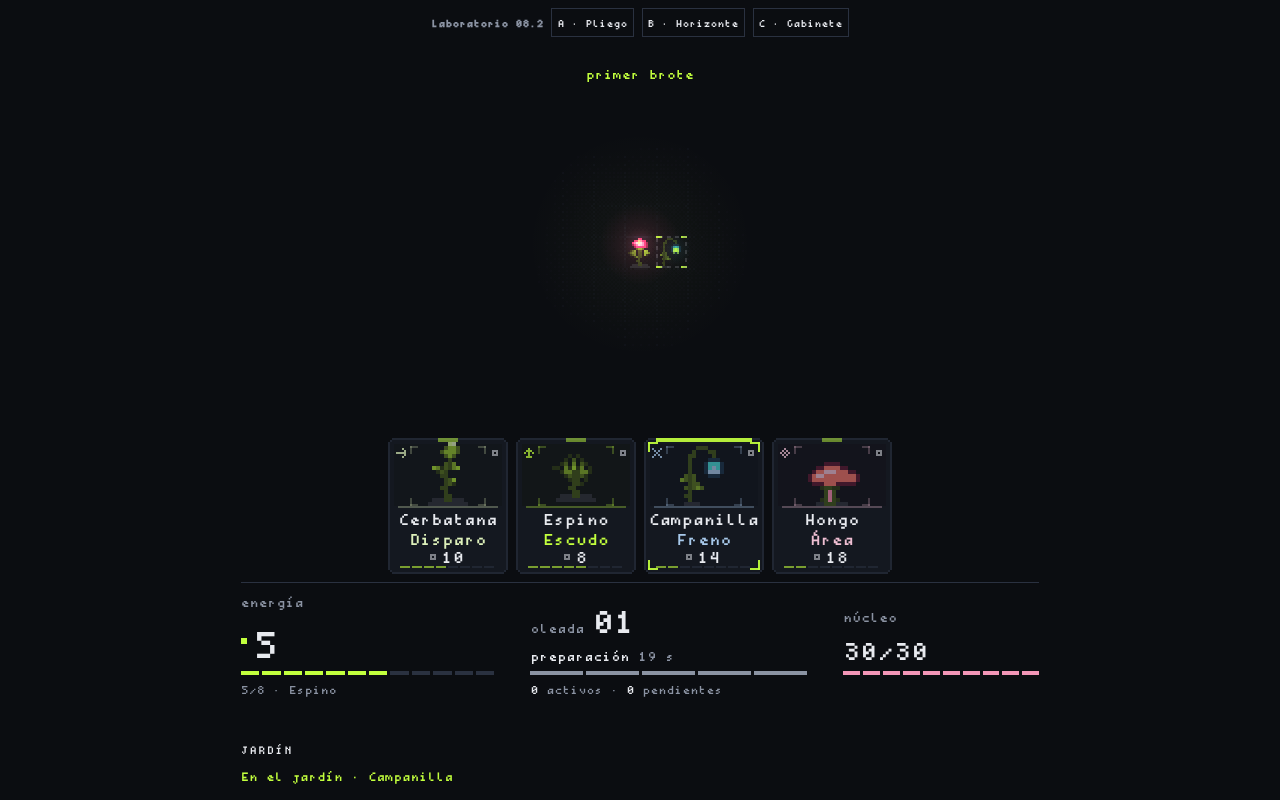 Laboratorio 08.2
A · Pliego
B · Horizonte
C · Gabinete
primer brote
Cerbatana
Disparo
10
Espino
Escudo
8
Campanilla
Freno
14
Hongo
Área
18
energía
5
5/8 · Espino
oleada 01
preparación 19 s
0 activos · 0 pendientes
núcleo
30/30
JARDÍN
En el jardín · Campanilla